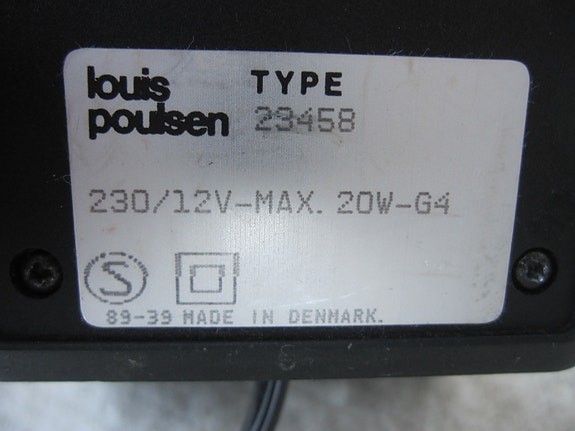 louis TYPE
poulsen 23458
230/12V-MAX. 20W-G4
S
89-39 MADE IN DENMARK.